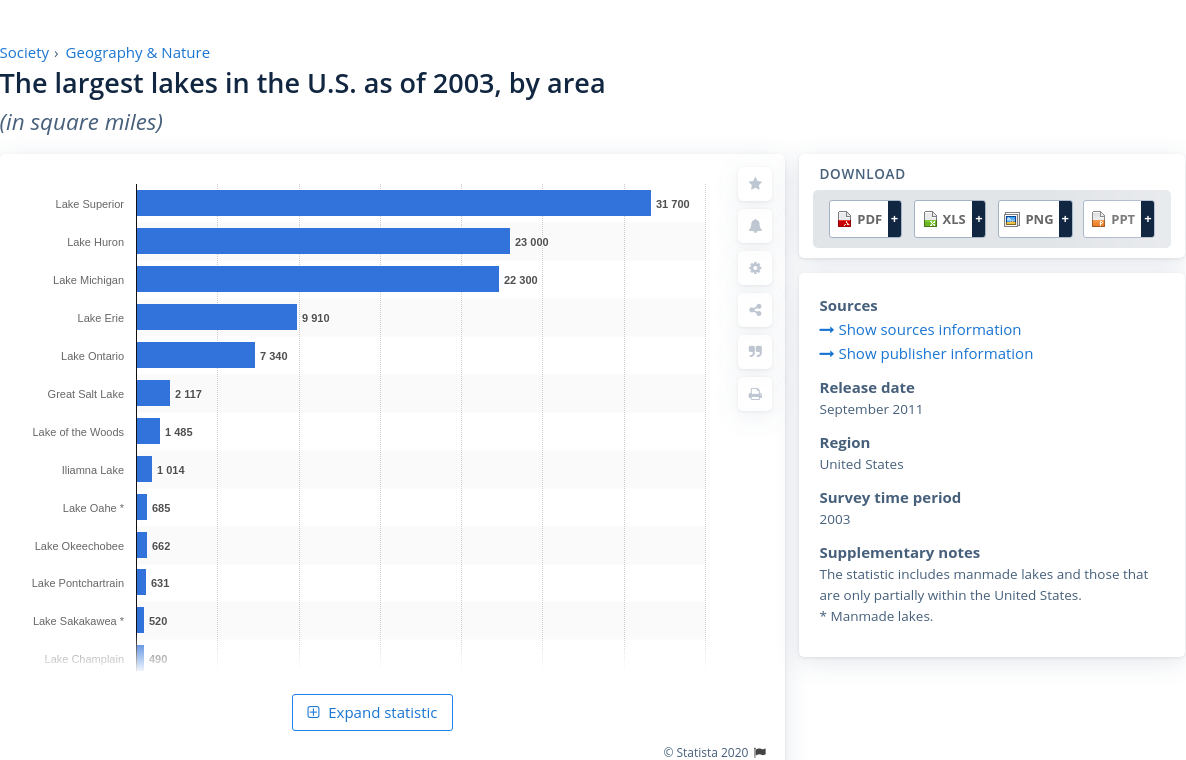 Society › Geography & Nature
The largest lakes in the U.S. as of 2003, by area
(in square miles)
Lake Superior 31 700
Lake Huron 23 000
Lake Michigan 22 300
Lake Erie 9 910
Lake Ontario 7 340
Great Salt Lake 2 117
Lake of the Woods 1 485
Iliamna Lake 1 014
Lake Oahe * 685
Lake Okeechobee 662
Lake Pontchartrain 631
Lake Sakakawea * 520
Lake Champlain 490
Expand statistic
© Statista 2020
DOWNLOAD
PDF + XLS + PNG + PPT +
Sources
Show sources information
Show publisher information
Release date
September 2011
Region
United States
Survey time period
2003
Supplementary notes
The statistic includes manmade lakes and those that
are only partially within the United States.
* Manmade lakes.